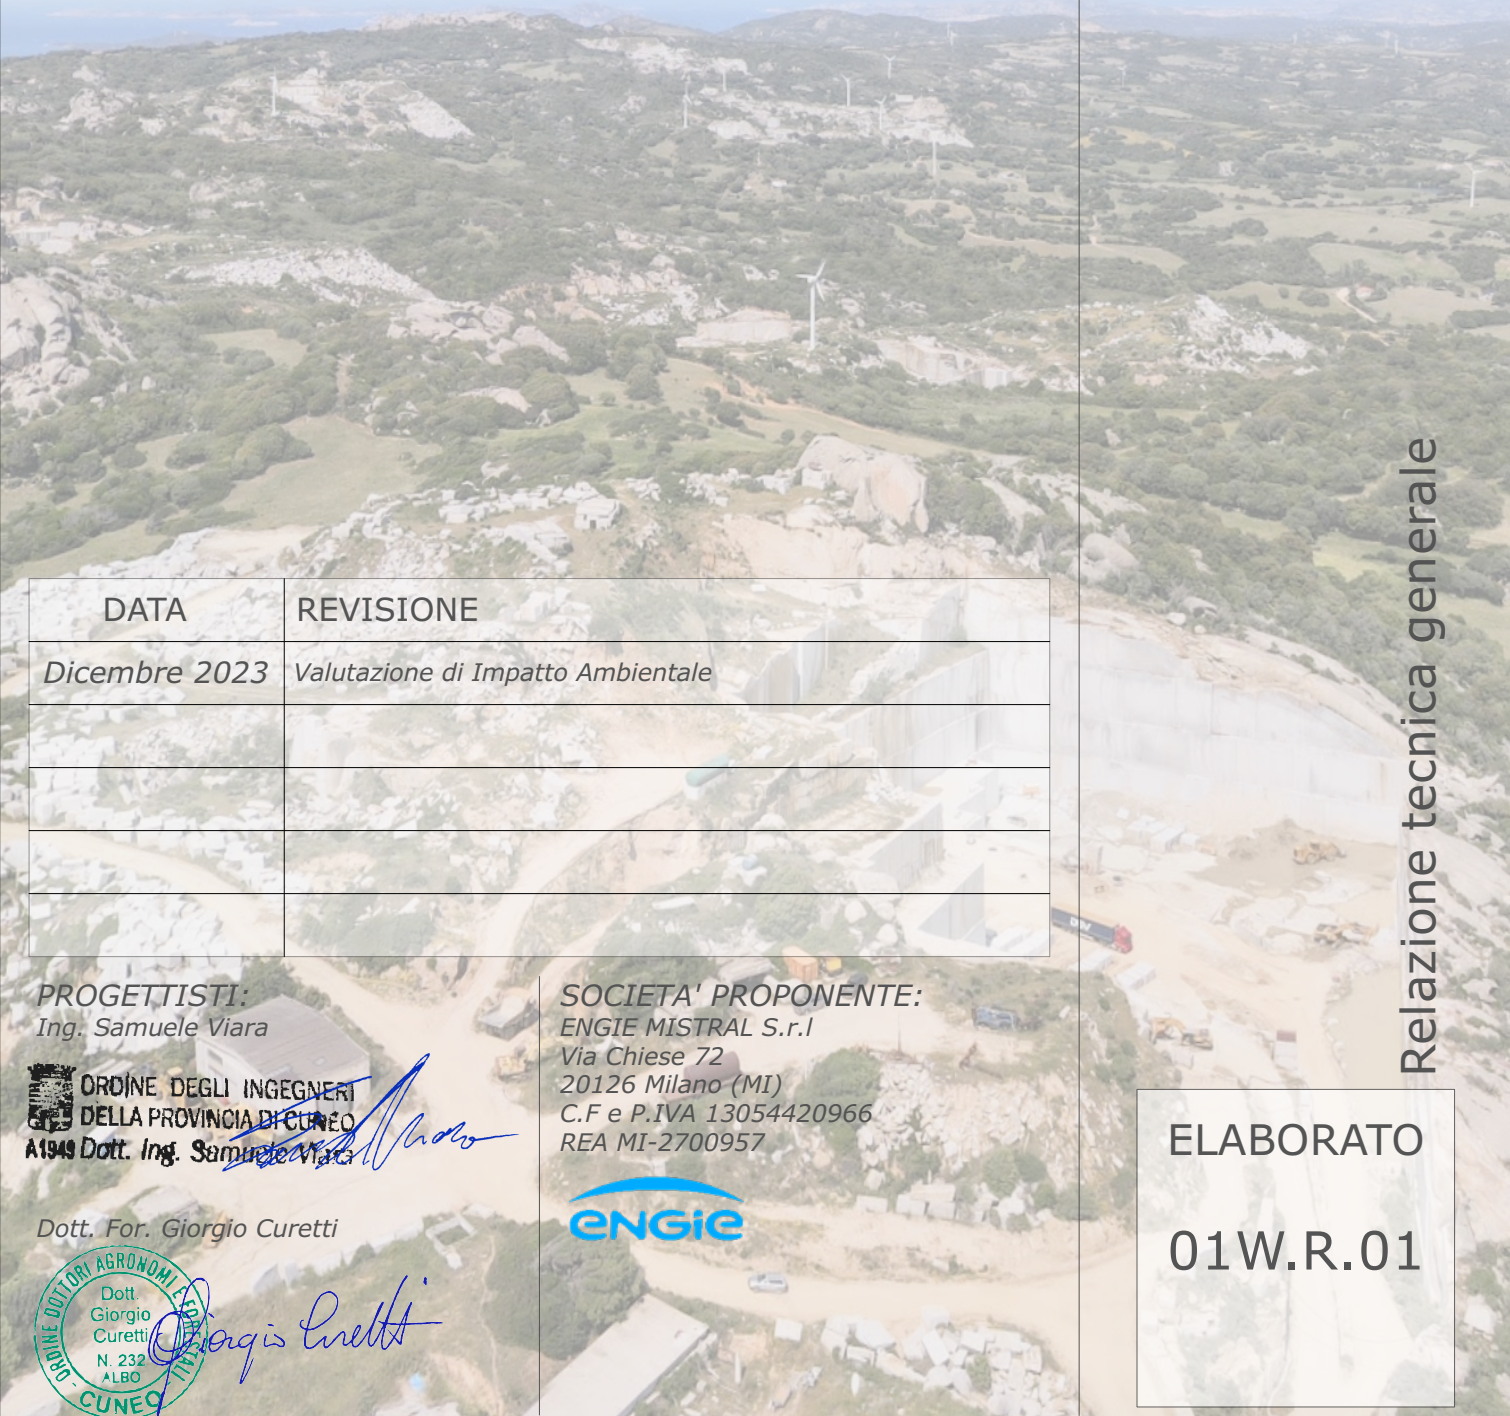 DATA REVISIONE
Dicembre 2023 Valutazione di Impatto Ambientale
PROGETTISTI:
Ing. Samuele Viara
ORDINE DEGLI INGEGNERI
DELLA PROVINCIA DI CUNEO
A1949 Dott. Ing. Samuele Viara
Dott. For. Giorgio Curetti
ORDINE DOTTORI AGRONOMI E FORESTALI - CUNEO -
Dott.
Giorgio
Curetti
N. 232
ALBO
Giorgio Curetti
SOCIETA' PROPONENTE:
ENGIE MISTRAL S.r.l
Via Chiese 72
20126 Milano (MI)
C.F e P.IVA 13054420966
REA MI-2700957
ENGIE
Relazione tecnica generale
ELABORATO
01W.R.01